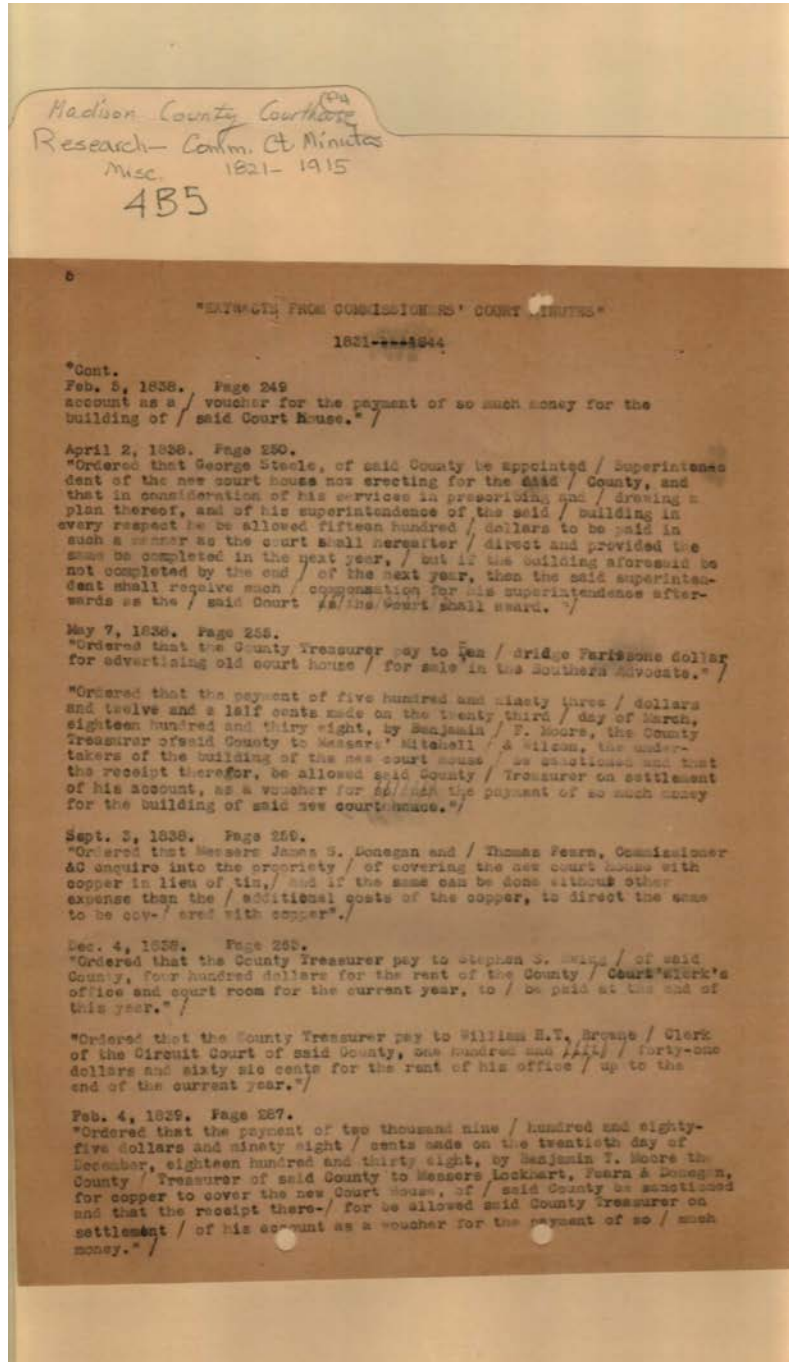 Madison County Courthouse
Research- Comm. Ct Minutes
Misc. 1821-1915
4B5
"EXTRACTS FROM COMMISSIONERS' COURT MINUTES"
1821----1844
*Cont.
Feb. 5, 1838. Page 249
account as a / voucher for the payment of so much money for the
building of / said Court House." /
April 2, 1838. Page 250.
"Ordered that George Steele, of said County be appointed / Superinten
dent of the new court house now erecting for the said / County, and
that in consideration of his services in prescribing and / drawing a
plan thereof, and of his superintendence of the said / building in
every respect he be allowed fifteen hundred / dollars to be paid in
such a manner as the court shall hereafter / direct and provided the
same be completed in the next year, / but if the building aforesaid be
not completed by the end / of the next year, then the said superinten-
dent shall receive such / compensation for his superintendence after-
wards as the / said Court as the Court shall award. "/
May 7, 1838. Page 255.
"Ordered that the County Treasurer pay to / dridge Farissone dollar
for advertising old court house / for sale in the Southern Advocate." /
"Ordered that the payment of five hundred and ninety three / dollars
and twelve and a half cents made on the twenty third / day of March,
eighteen hundred and thiry eight, by Benjamin / T. Moore, the County
Treasurer ofsaid County to Messers' Mitchell / & Wilson, the under-
takers of the building of the new court house / be sanctioned and that
the receipt therefor, be allowed said County / Treasurer on settlement
of his account, as a voucher for the payment of so much money
for the building of said new courthouse."/
Sept. 3, 1838. Page 259.
"Ordered that Messers James S. Donegan and / Thomas Fearn, Commissioner
&C enquire into the propriety / of covering the new court house with
copper in lieu of tin,/ and if the same can be done without other
expense than the / additional costs of the copper, to direct the same
to be cov-/ ered with copper"./
Dec. 4, 1838. Page 263.
"Ordered that the County Treasurer pay to Stephen S. Ewing / of said
County, four hundred dollars for the rent of the County / Court Clerk's
office and court room for the current year, to / be paid at the end of
this year." /
"Ordered that the County Treasurer pay to William H.T. Browne / Clerk
of the Circuit Court of said County, one hundred and / forty-one
dollars and sixty six cents for the rent of his office / up to the
end of the current year."/
Feb. 4, 1839. Page 287.
"Ordered that the payment of two thousand nine / hundred and eighty-
five dollars and ninety eight / cents made on the twentieth day of
December, eighteen hundred and thirty eight, by Benjamin T. Moore the
County / Treasurer of said County to Messers Lockhart, Fearn & Donegan,
for copper to cover the new Court House, of / said County be sanctioned
and that the receipt there-/ for be allowed said County Treasurer on
settlement / of his account as a voucher for the payment of so / much
money." /